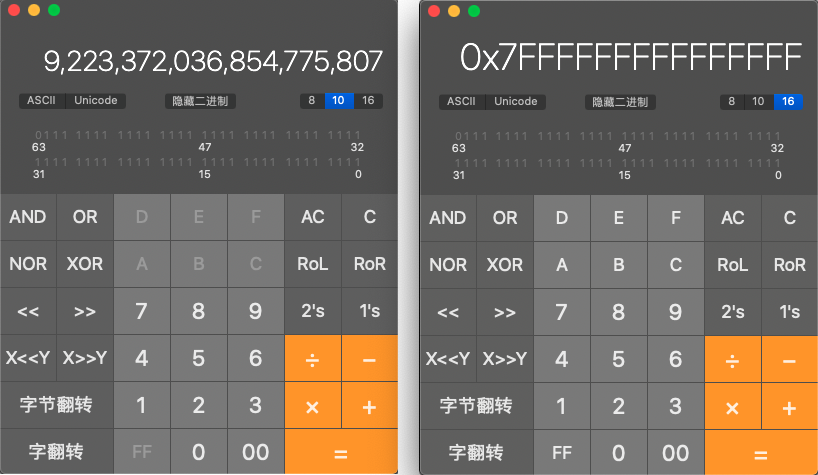 9,223,372,036,854,775,807
ASCII Unicode 隐藏二进制 8 10 16
0111 1111 1111 1111 1111 1111 1111 1111
63 47 32
1111 1111 1111 1111 1111 1111 1111 1111
31 15 0
AND OR D E F AC C
NOR XOR A B C RoL RoR
<< >> 7 8 9 2's 1's
X<<Y X>>Y 4 5 6 ÷ −
字节翻转 1 2 3 × +
字翻转 FF 0 00 =
0x7FFFFFFFFFFFFFFF
ASCII Unicode 隐藏二进制 8 10 16
0111 1111 1111 1111 1111 1111 1111 1111
63 47 32
1111 1111 1111 1111 1111 1111 1111 1111
31 15 0
AND OR D E F AC C
NOR XOR A B C RoL RoR
<< >> 7 8 9 2's 1's
X<<Y X>>Y 4 5 6 ÷ −
字节翻转 1 2 3 × +
字翻转 FF 0 00 =